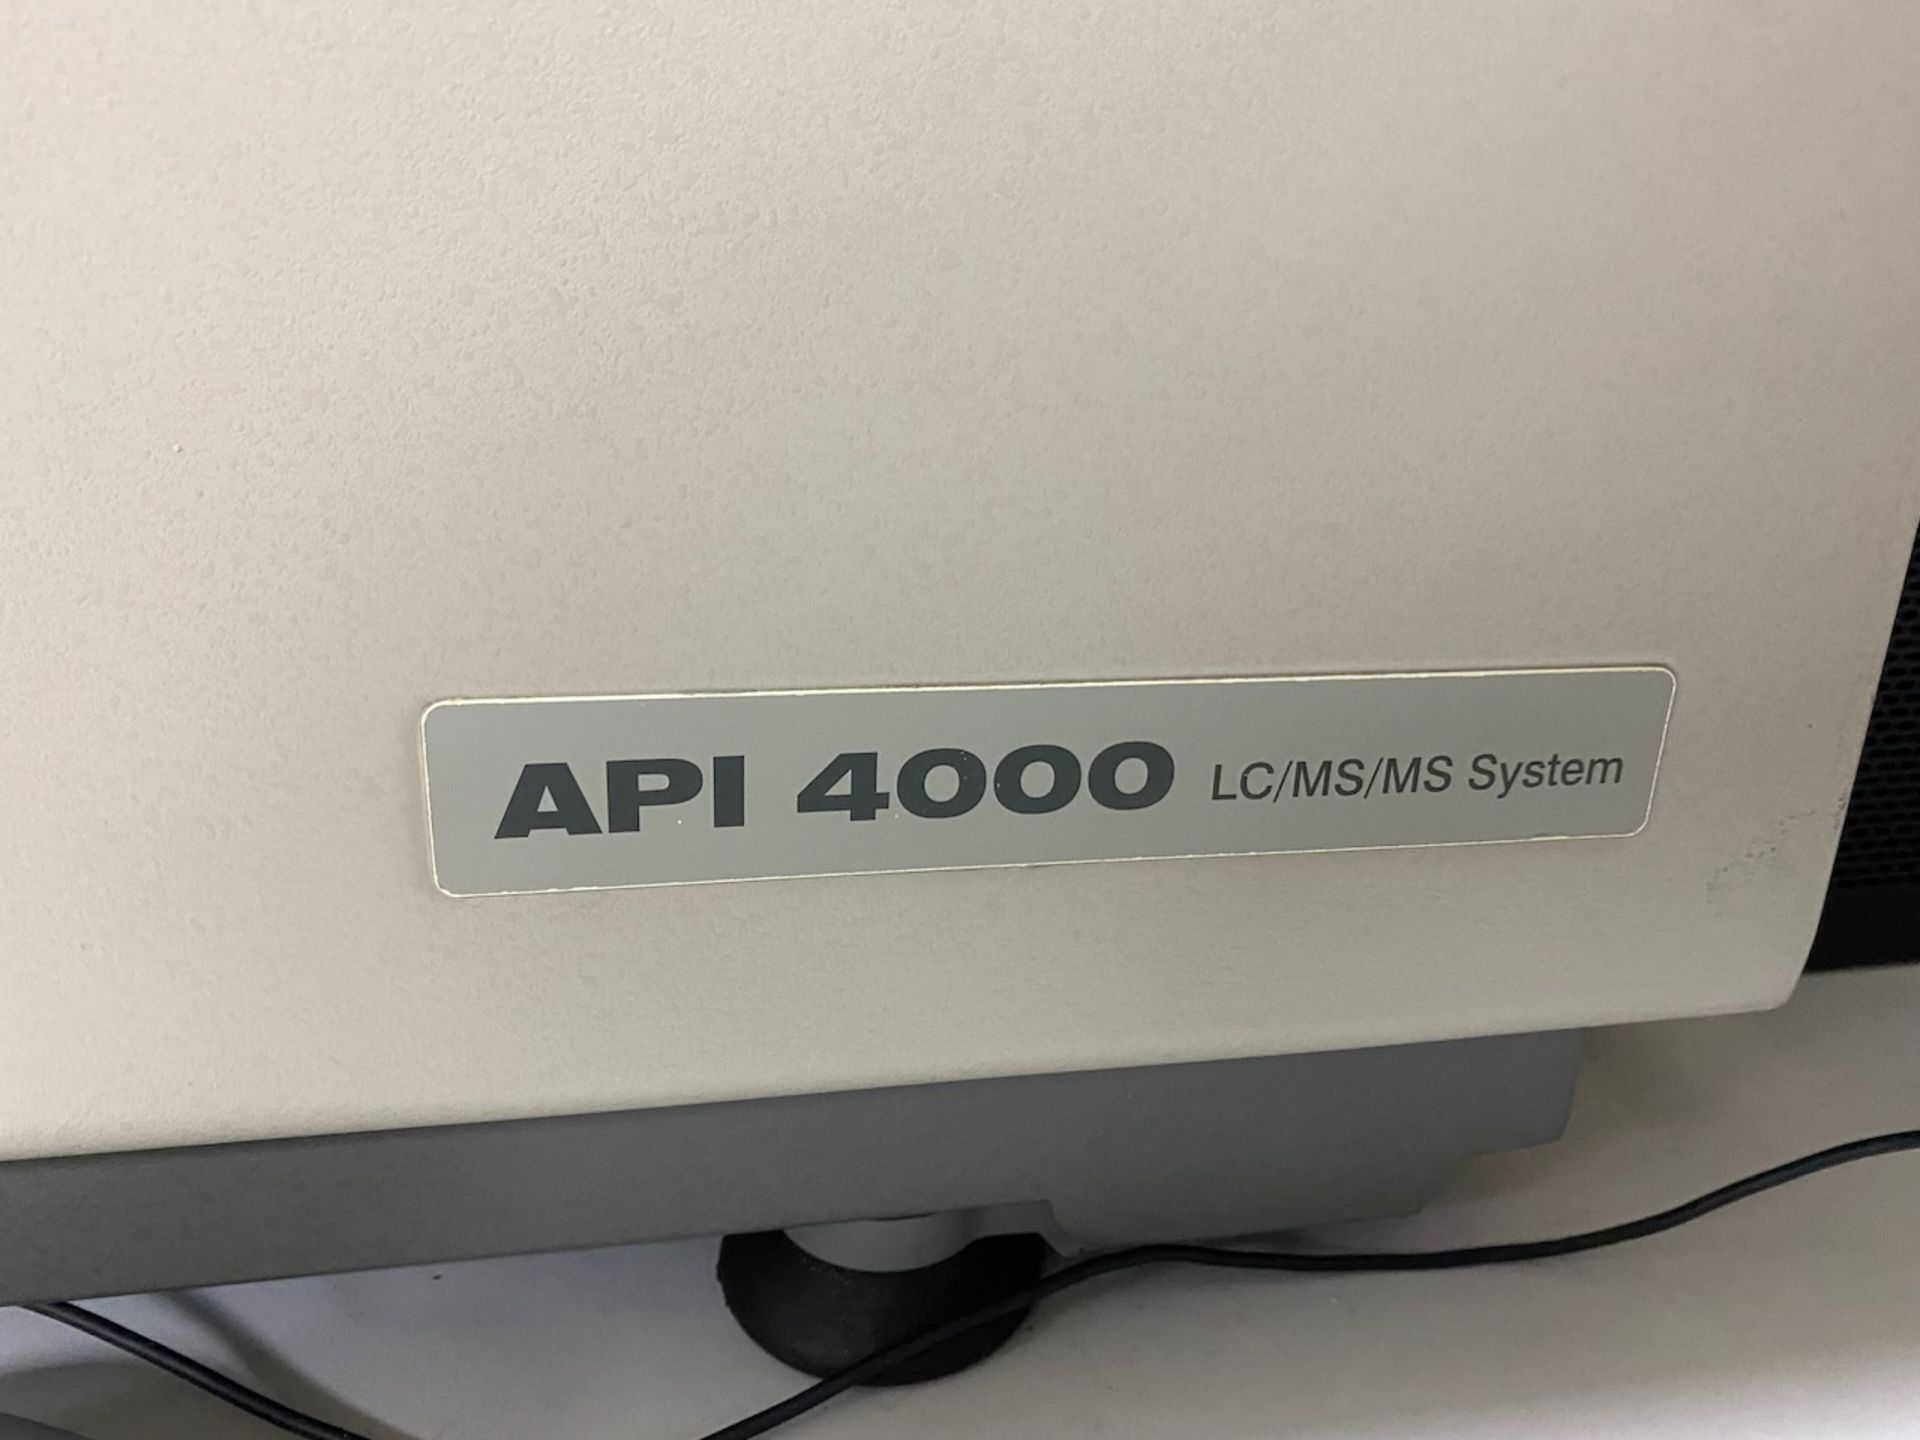 API 4000 LC/MS/MS System